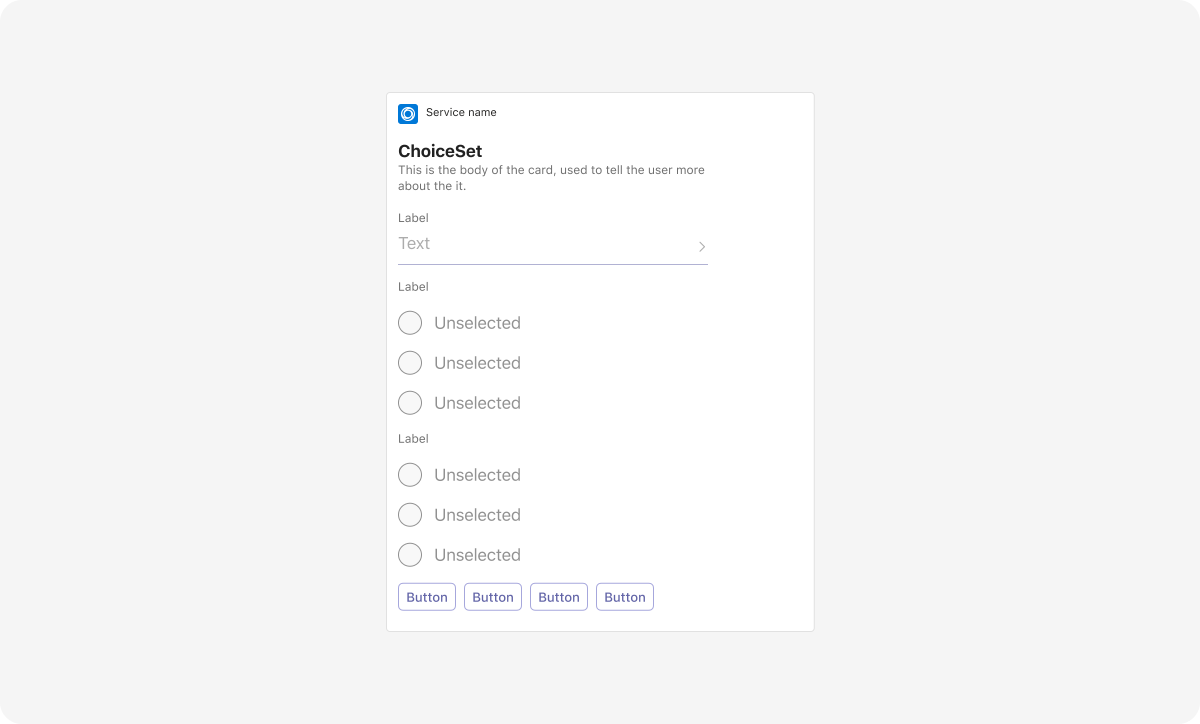 Service name
ChoiceSet
This is the body of the card, used to tell the user more
about the it.
Label
Text
Label
Unselected
Unselected
Unselected
Label
Unselected
Unselected
Unselected
Button Button Button Button